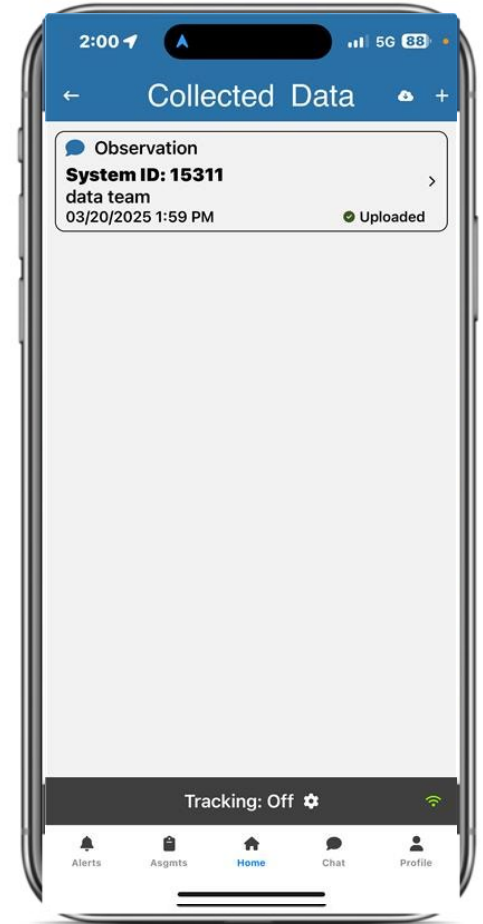 2:00 5G 88
Collected Data
Observation
System ID: 15311
data team
03/20/2025 1:59 PM Uploaded
Tracking: Off
Alerts Asgmts Home Chat Profile